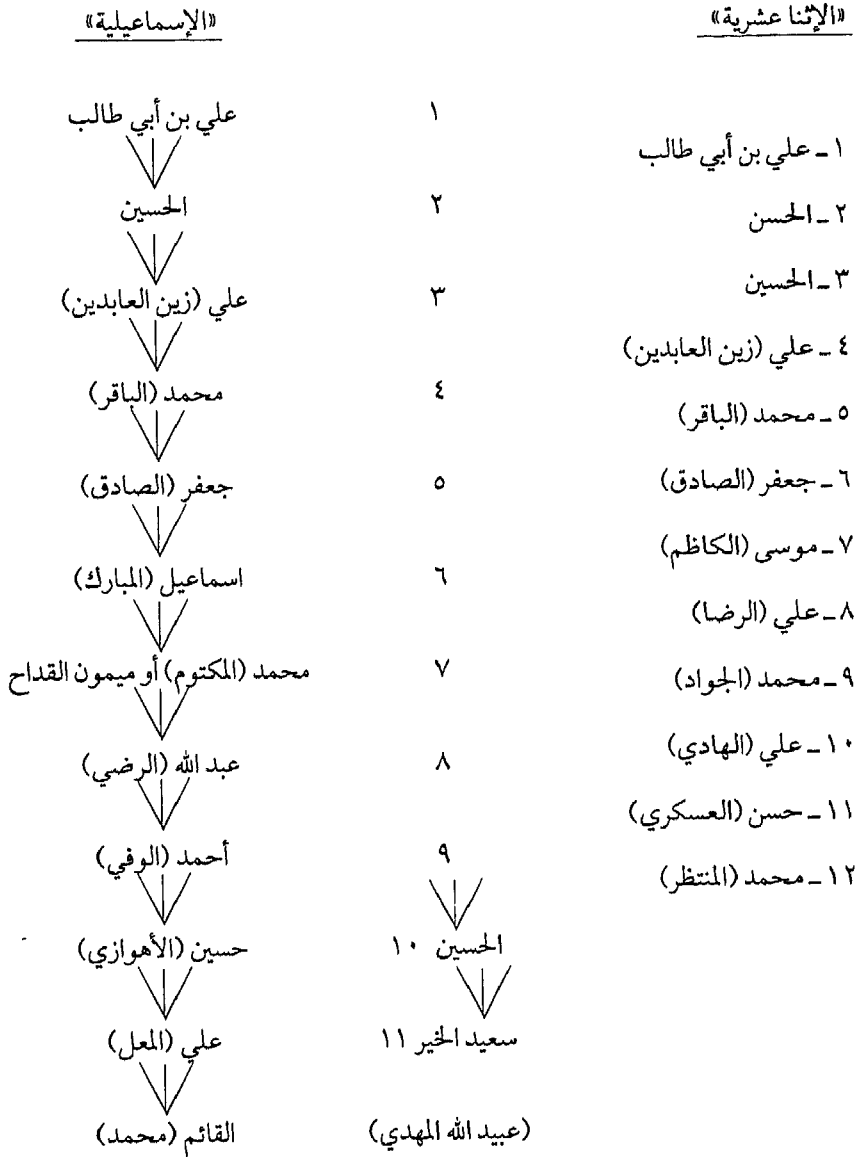 «الإثنا عشرية»
١ ـ علي بن أبي طالب
٢ ـ الحسن
٣ ـ الحسين
٤ ـ علي (زين العابدين)
٥ ـ محمد (الباقر)
٦ ـ جعفر (الصادق)
٧ ـ موسى (الكاظم)
٨ ـ علي (الرضا)
٩ ـ محمد (الجواد)
١٠ ـ علي (الهادي)
١١ ـ حسن (العسكري)
١٢ ـ محمد (المنتظر)
«الإسماعيلية»
١ علي بن أبي طالب
٢ الحسين
٣ علي (زين العابدين)
٤ محمد (الباقر)
٥ جعفر (الصادق)
٦ اسماعيل (المبارك)
٧ محمد (المكتوم) أو ميمون القداح
٨ عبد الله (الرضي)
٩ أحمد (الوفي)
الحسين ١٠ حسين (الأهوازي)
سعيد الخير ١١ علي (المعل)
(عبيد الله المهدي) القائم (محمد)